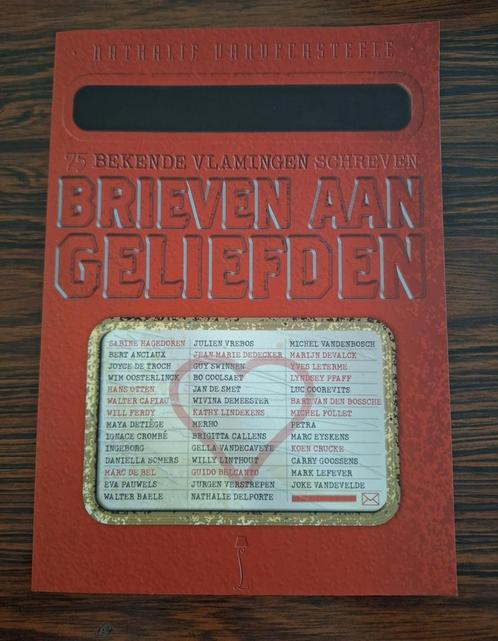 · NATHALIE VANDECASTEELE ·
75 BEKENDE VLAMINGEN SCHREVEN
BRIEVEN AAN
GELIEFDEN
SABINE HAGEDOREN JULIEN VREBOS MICHEL VANDENBOSCH
BERT ANCIAUX JEAN-MARIE DEDECKER MARIJN DEVALCK
JOYCE DE TROCH GUY SWINNEN YVES LETERME
WIM OOSTERLINCK BO COOLSAET LYNDSEY PFAFF
HANS OTTEN JAN DE SMET LUC COOREVITS
WALTER CAPIAU WIVINA DEMEESTER BART VAN DEN BOSSCHE
WILL FERDY KATHY LINDEKENS MICHEL FOLLET
MAYA DETIÈGE MERHO PETRA
IGNACE CROMBÉ BRIGITTA CALLENS MARC EYSKENS
INGEBORG GELLA VANDECAVEYE KOEN CRUCKE
DANIELLA SOMERS WILLY LINTHOUT CARRY GOOSSENS
MARC DE BEL GUIDO BELCANTO MARK LEFEVER
EVA PAUWELS JURGEN VERSTREPEN JOKE VANDEVELDE
WALTER BAELE NATHALIE DELPORTE